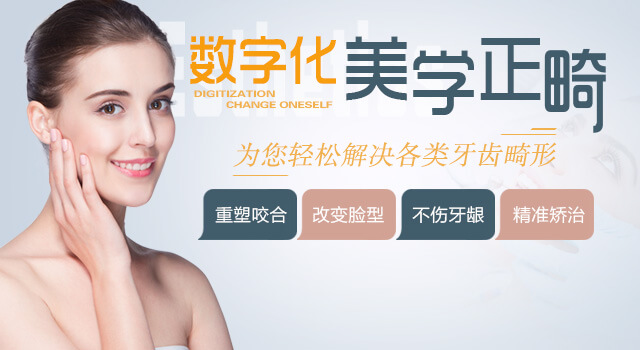 数字化 美学正畸
DIGITIZATION
CHANGE ONESELF
为您轻松解决各类牙齿畸形
重塑咬合 改变脸型 不伤牙龈 精准矫治